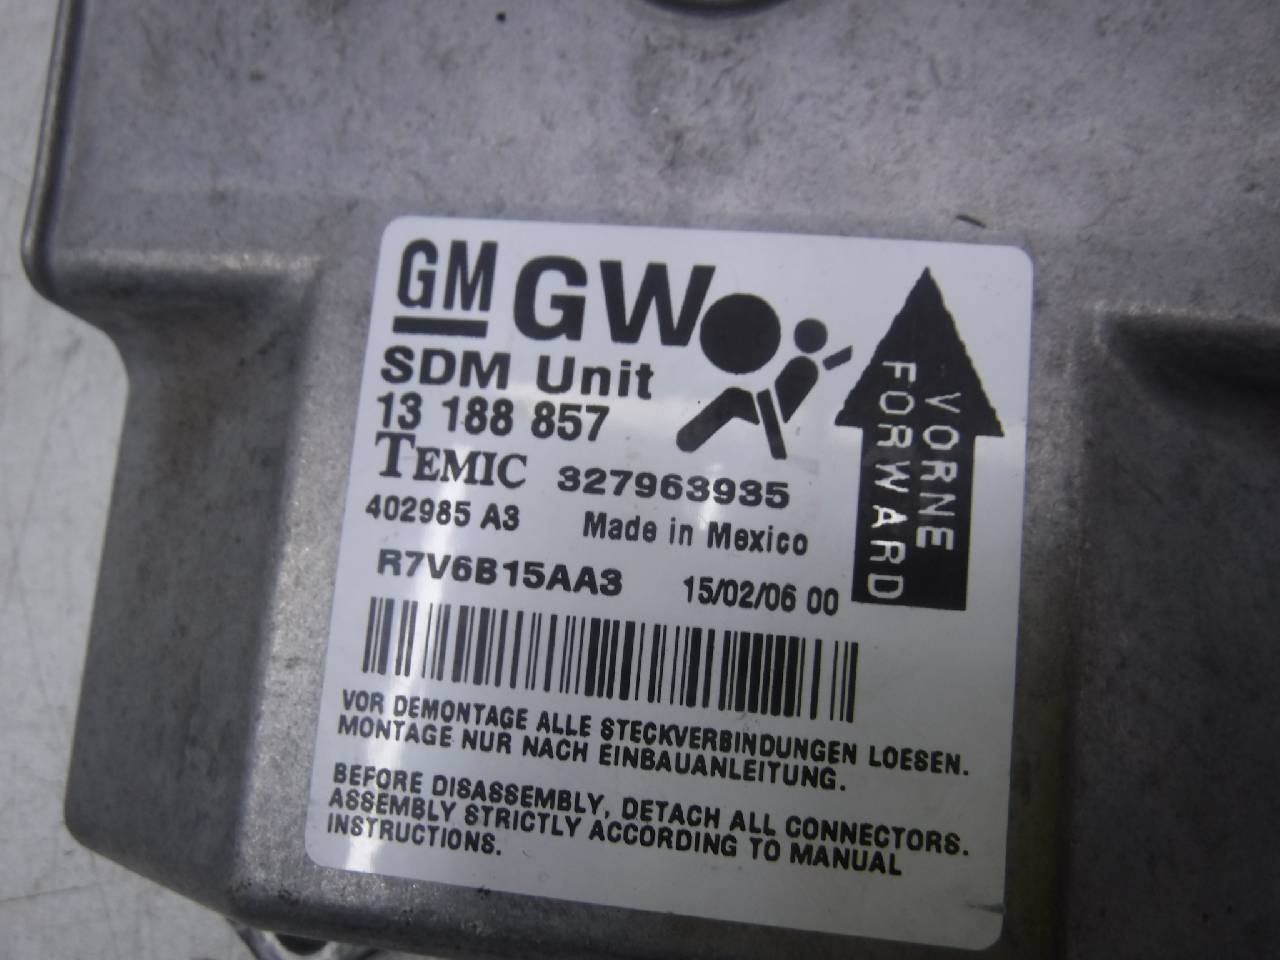 GM GW
SDM Unit
13 188 857
TEMIC 327963935
402985 A3 Made in Mexico
R7V6B15AA3 15/02/06 00
VORNE
FORWARD
VOR DEMONTAGE ALLE STECKVERBINDUNGEN LOESEN.
MONTAGE NUR NACH EINBAUANLEITUNG.
BEFORE DISASSEMBLY, DETACH ALL CONNECTORS.
ASSEMBLY STRICTLY ACCORDING TO MANUAL
INSTRUCTIONS.